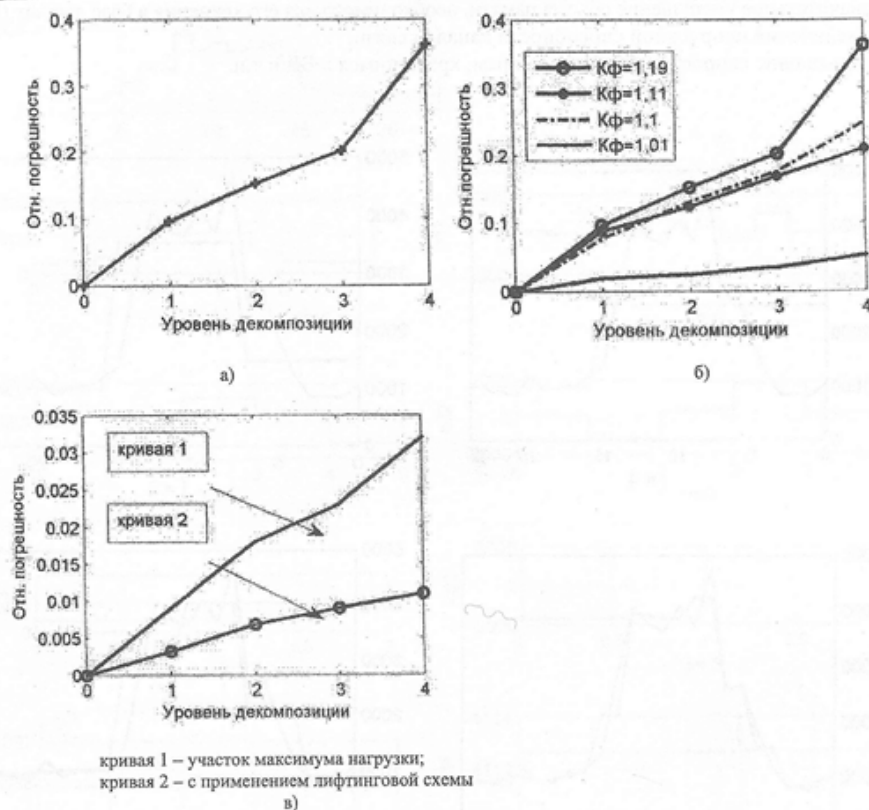 0.4
0.3
0.2
0.1
0
Отн. погрешность
0 1 2 3 4
Уровень декомпозиции
а)
0.4
0.3
0.2
0.1
0
Отн.погрешность
Кф=1,19
Кф=1,11
Кф=1,1
Кф=1,01
0 1 2 3 4
Уровень декомпозиции
б)
0.035
0.03
0.025
0.02
0.015
0.01
0.005
0
Отн. погрешность
кривая 1
кривая 2
0 1 2 3 4
Уровень декомпозиции
кривая 1 – участок максимума нагрузки;
кривая 2 – с применением лифтинговой схемы
в)